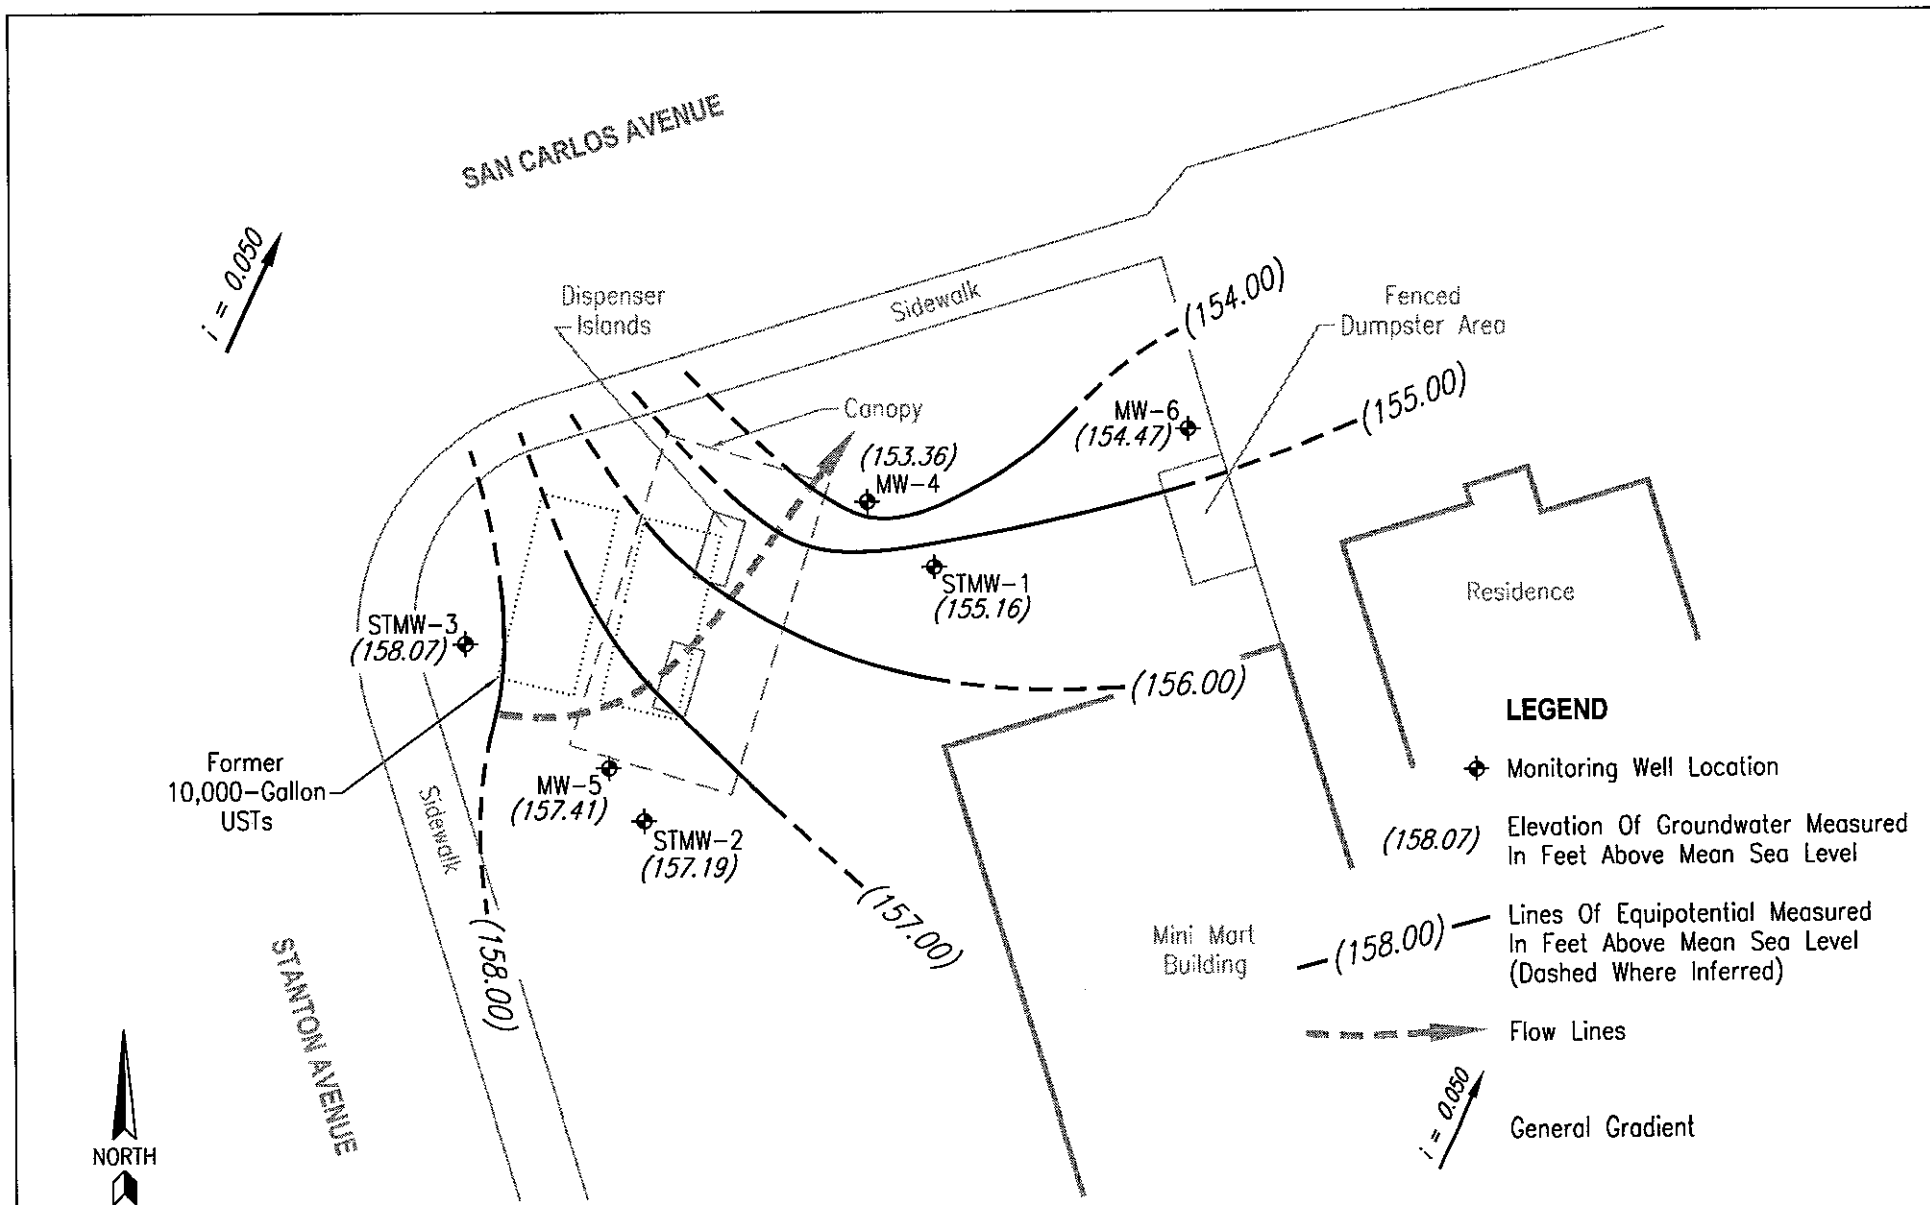 SAN CARLOS AVENUE
i = 0.050
Dispenser
Islands
Sidewalk
(154.00)
Fenced
Dumpster Area
Canopy
(153.36)
MW-4
MW-6
(154.47)
(155.00)
STMW-1
(155.16)
Residence
STMW-3
(158.07)
(156.00)
LEGEND
Former
10,000-Gallon
USTs
Sidewalk
MW-5
(157.41)
STMW-2
(157.19)
Monitoring Well Location
(158.07)
Elevation Of Groundwater Measured
In Feet Above Mean Sea Level
(157.00)
(158.00)
Mini Mart
Building
(158.00)
Lines Of Equipotential Measured
In Feet Above Mean Sea Level
(Dashed Where Inferred)
STANTON AVENUE
Flow Lines
i = 0.050
General Gradient
NORTH